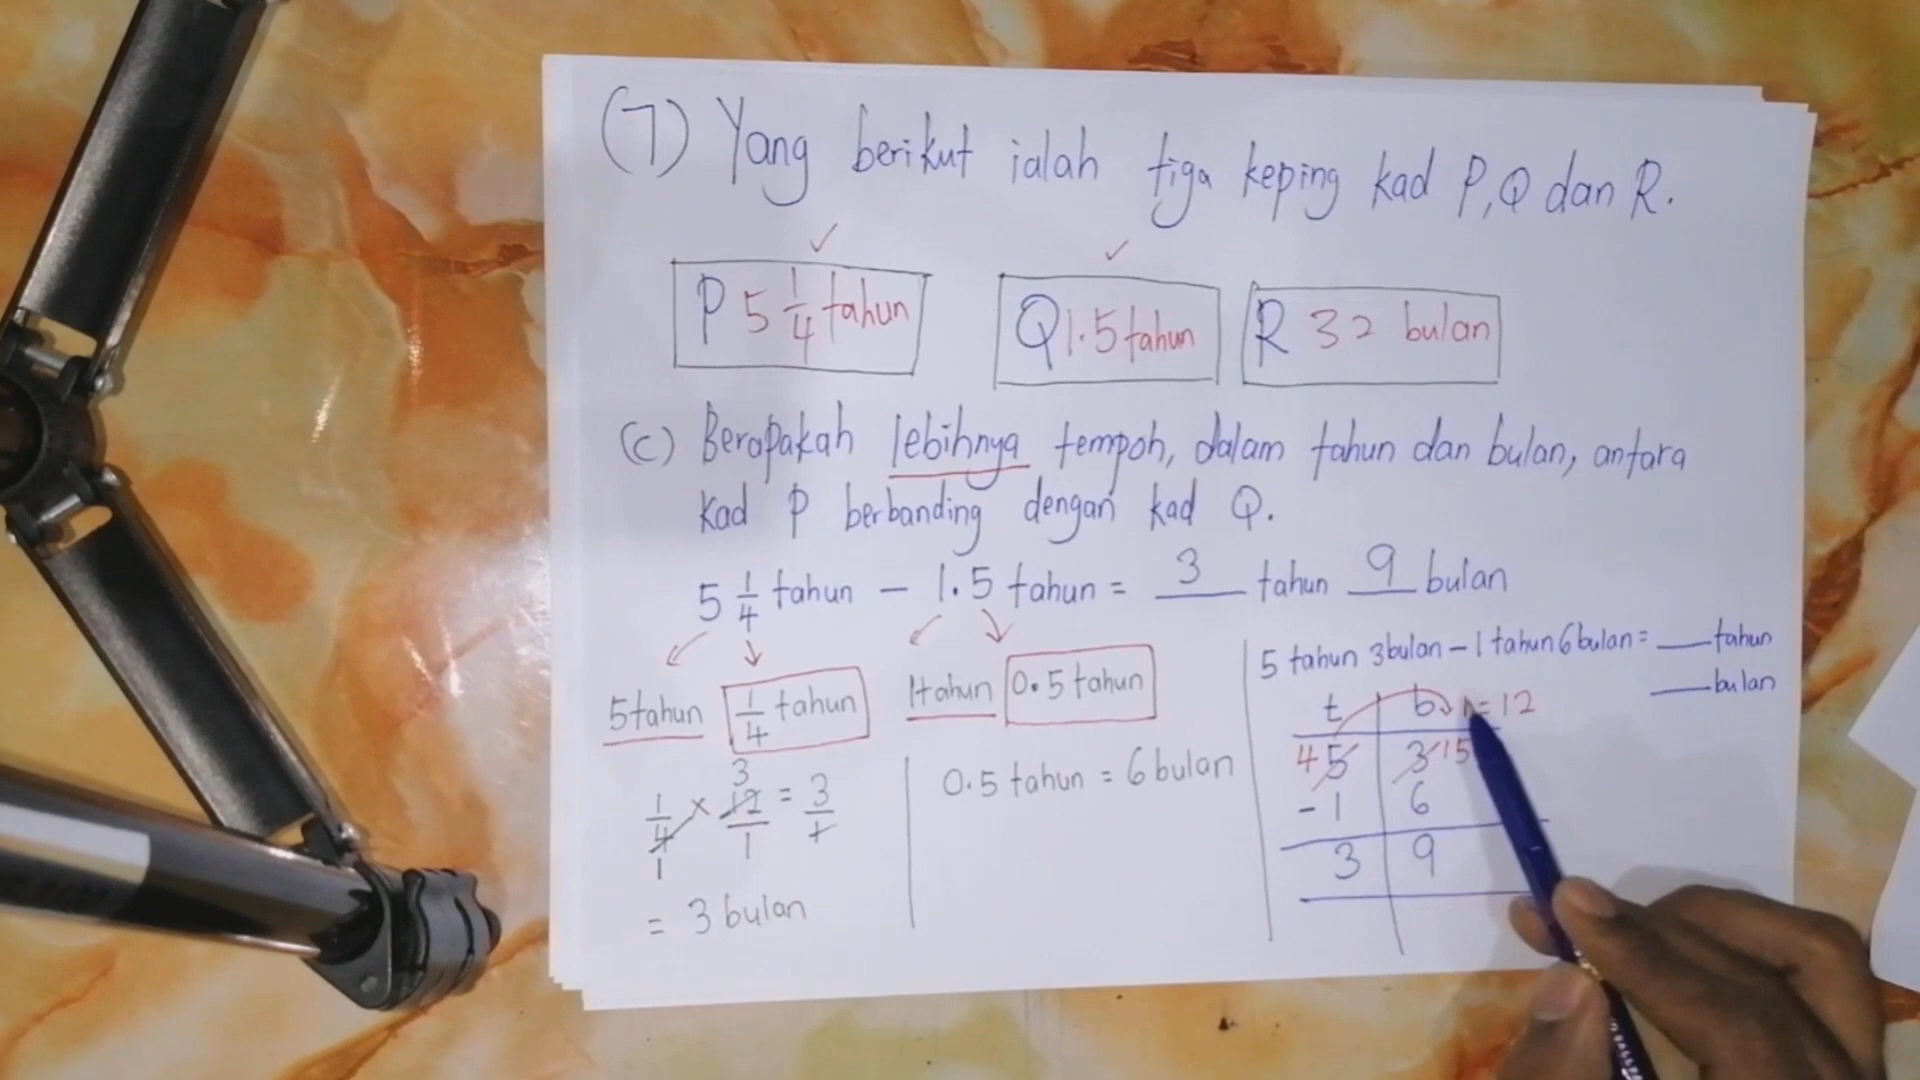 (7) Yang berikut ialah tiga keping kad P, Q dan R.
P 5 1/4 tahun
Q 1.5 tahun
R 32 bulan
(c) Berapakah lebihnya tempoh, dalam tahun dan bulan, antara
kad P berbanding dengan kad Q.
5 1/4 tahun - 1.5 tahun = 3 tahun 9 bulan
5 tahun 1/4 tahun
1 tahun 0.5 tahun
1/4 x 12/1 = 3/1
3
1
= 3 bulan
0.5 tahun = 6 bulan
5 tahun 3 bulan - 1 tahun 6 bulan = ___ tahun
___ bulan
t b = 12
4 5 3 15
- 1 6
3 9